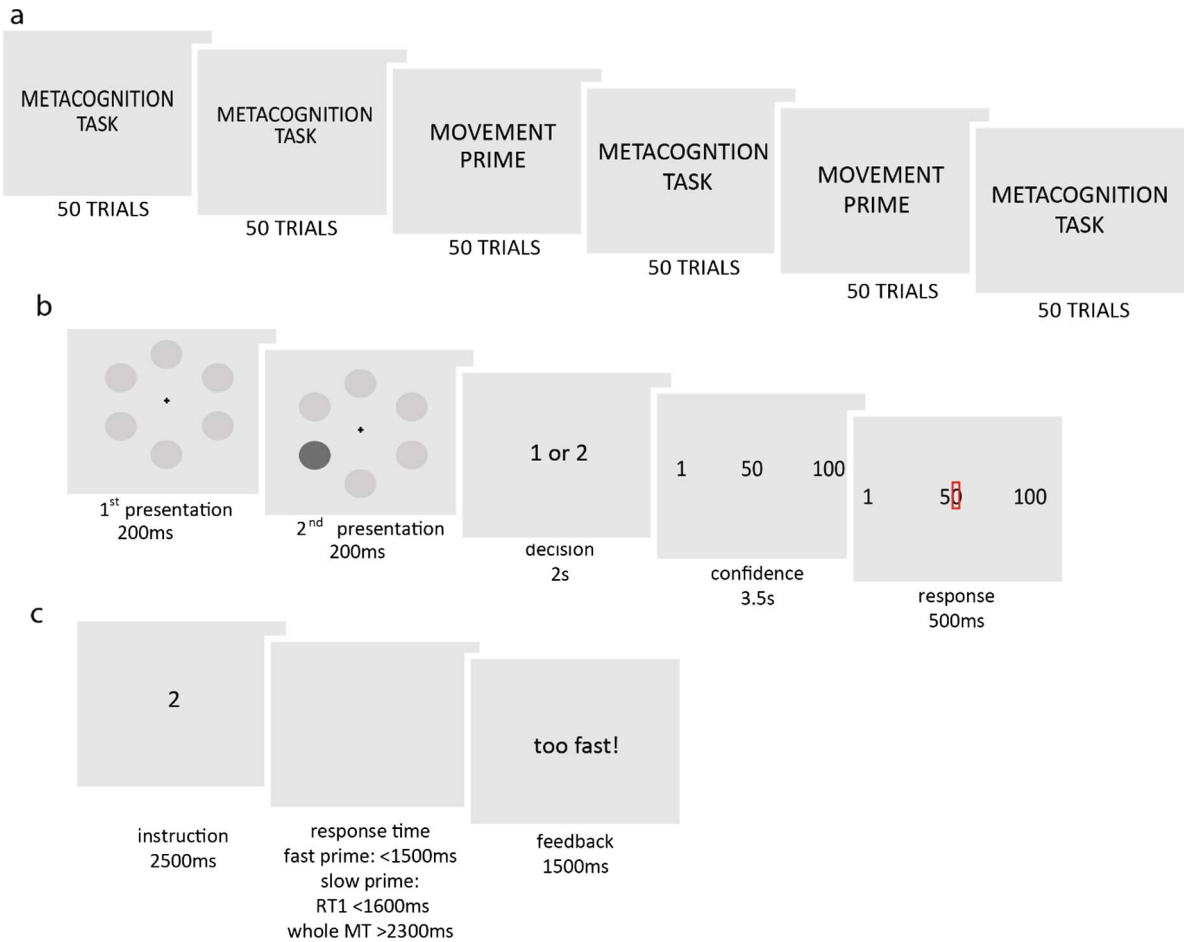 a
METACOGNITION
TASK
50 TRIALS
METACOGNITION
TASK
50 TRIALS
MOVEMENT
PRIME
50 TRIALS
METACOGNTION
TASK
50 TRIALS
MOVEMENT
PRIME
50 TRIALS
METACOGNITION
TASK
50 TRIALS
b
1st presentation
200ms
2nd presentation
200ms
1 or 2
decision
2s
1 50 100
confidence
3.5s
1 50 100
response
500ms
c
2
instruction
2500ms
response time
fast prime: <1500ms
slow prime:
RT1 <1600ms
whole MT >2300ms
too fast!
feedback
1500ms